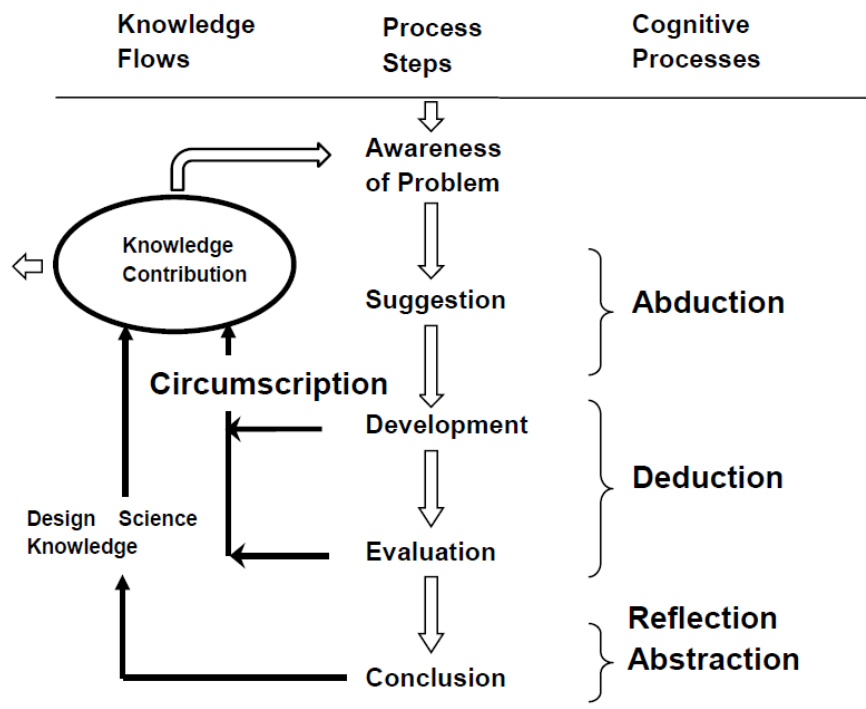 Knowledge
Flows
Process
Steps
Cognitive
Processes
Awareness
of Problem
Knowledge
Contribution
Suggestion
Abduction
Circumscription
Development
Deduction
Design Science
Knowledge
Evaluation
Reflection
Abstraction
Conclusion